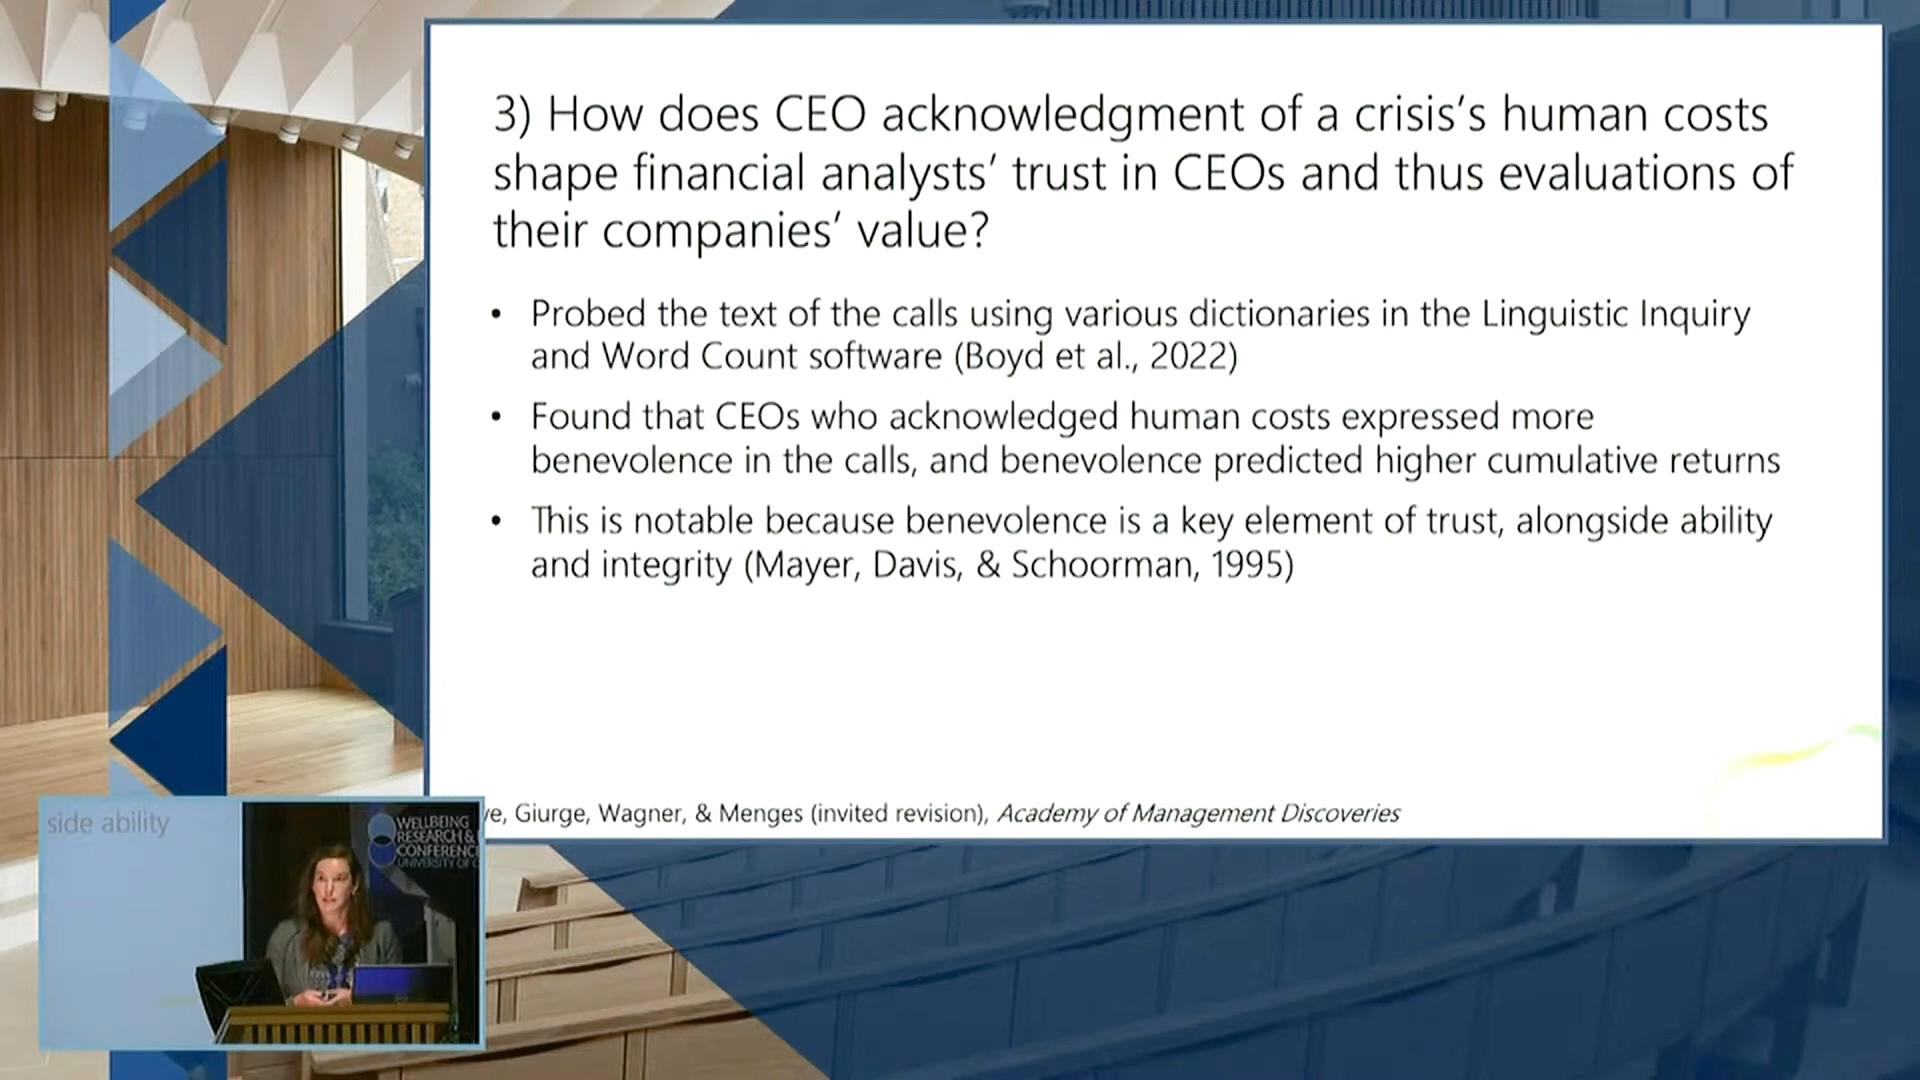 3) How does CEO acknowledgment of a crisis’s human costs
shape financial analysts’ trust in CEOs and thus evaluations of
their companies’ value?
• Probed the text of the calls using various dictionaries in the Linguistic Inquiry
and Word Count software (Boyd et al., 2022)
• Found that CEOs who acknowledged human costs expressed more
benevolence in the calls, and benevolence predicted higher cumulative returns
• This is notable because benevolence is a key element of trust, alongside ability
and integrity (Mayer, Davis, & Schoorman, 1995)
Giurge, Wagner, & Menges (invited revision), Academy of Management Discoveries
side ability
WELLBEING
RESEARCH &
CONFERENCE
UNIVERSITY OF